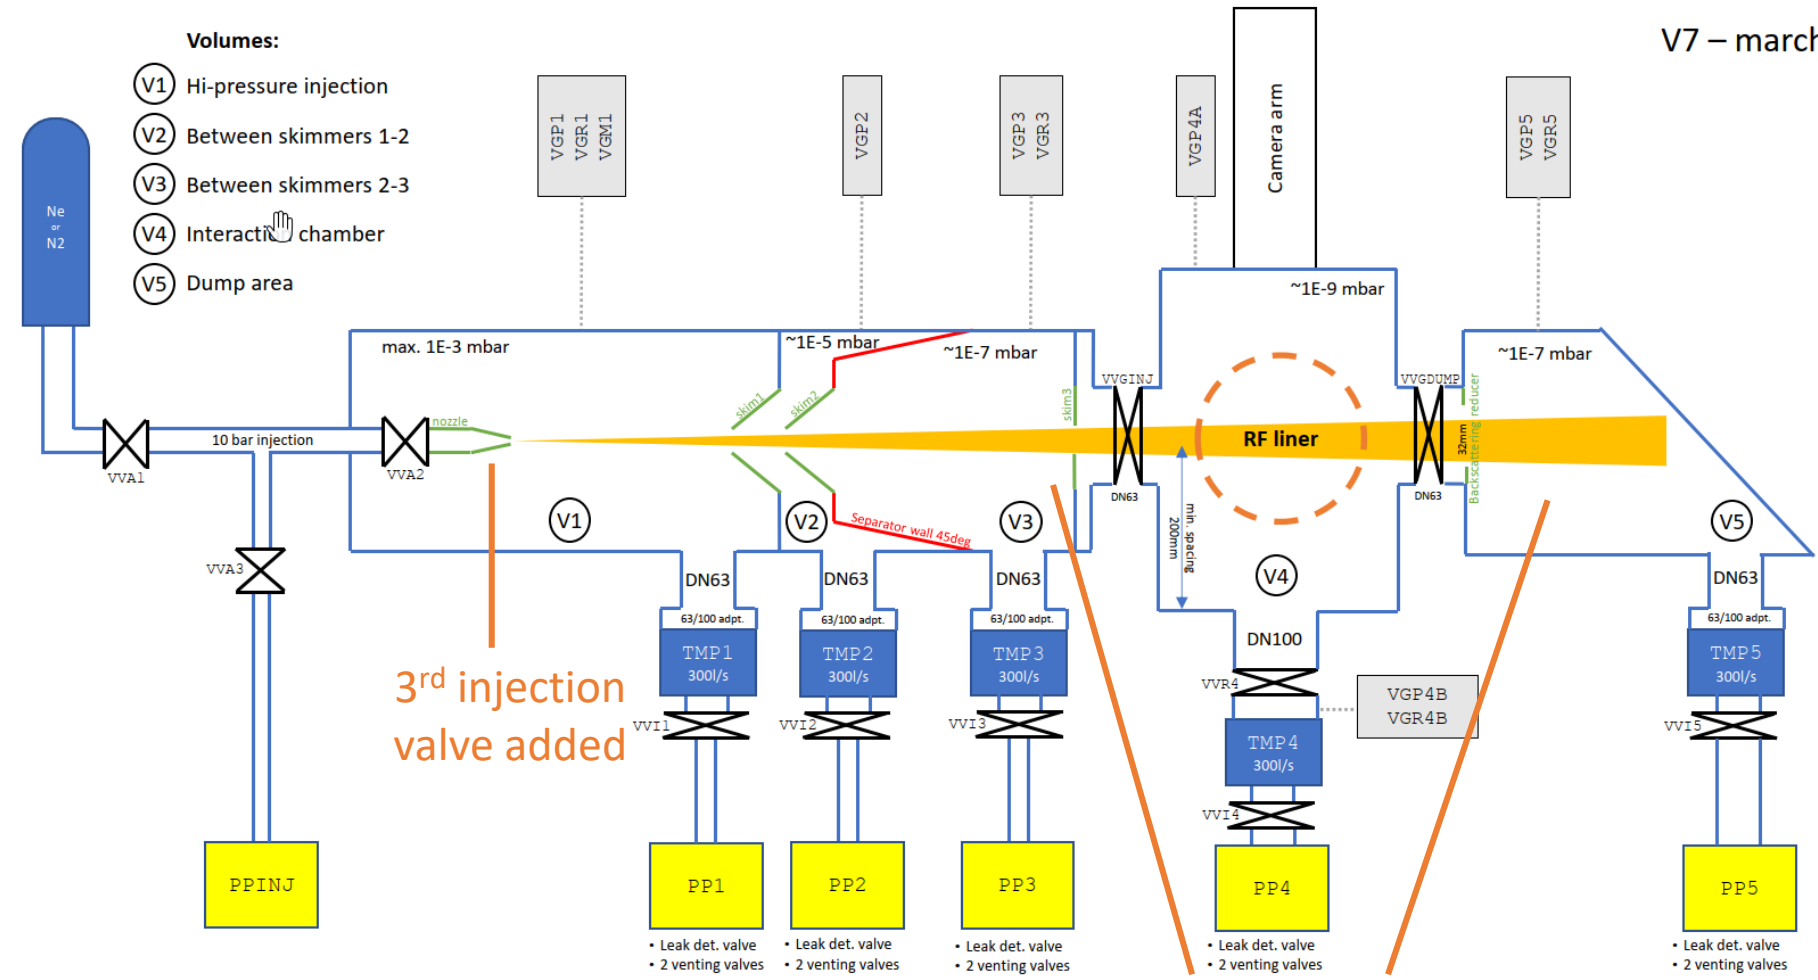 Volumes:
V1 Hi-pressure injection
V2 Between skimmers 1-2
V3 Between skimmers 2-3
V4 Interaction chamber
V5 Dump area
V7 – march
Ne
or
N2
VGP1
VGR1
VGM1
VGP2
VGP3
VGR3
VGP4A
Camera arm
VGP5
VGR5
max. 1E-3 mbar
~1E-5 mbar
~1E-7 mbar
~1E-9 mbar
~1E-7 mbar
VVGINJ
VVGDUMP
nozzle
skim1
skim2
skim3
10 bar injection
VVA1
VVA2
RF liner
32mm
Backscattering reducer
DN63
DN63
min. spacing
200mm
V1
V2
Separator wall 45deg
V3
V4
V5
VVA3
DN63
DN63
DN63
DN63
63/100 adpt.
63/100 adpt.
63/100 adpt.
63/100 adpt.
DN100
TMP1
300l/s
TMP2
300l/s
TMP3
300l/s
TMP5
300l/s
3rd injection
valve added
VVR4
VGP4B
VGR4B
VVI1
VVI2
VVI3
VVI5
TMP4
300l/s
VVI4
PPINJ
PP1
PP2
PP3
PP4
PP5
• Leak det. valve
• 2 venting valves
• Leak det. valve
• 2 venting valves
• Leak det. valve
• 2 venting valves
• Leak det. valve
• 2 venting valves
• Leak det. valve
• 2 venting valves